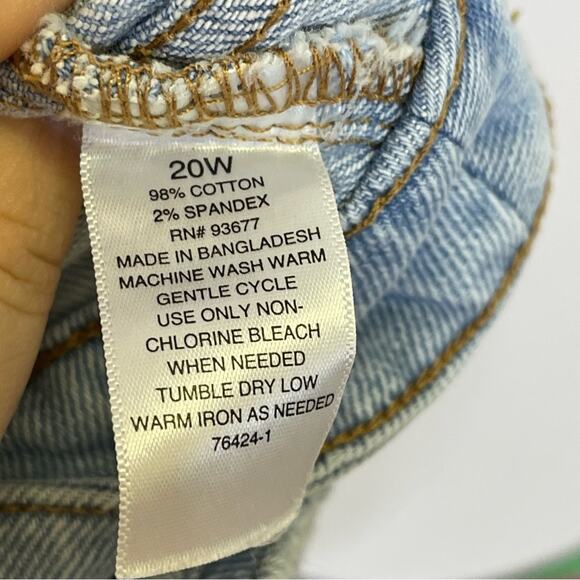 20W
98% COTTON
2% SPANDEX
RN# 93677
MADE IN BANGLADESH
MACHINE WASH WARM
GENTLE CYCLE
USE ONLY NON-
CHLORINE BLEACH
WHEN NEEDED
TUMBLE DRY LOW
WARM IRON AS NEEDED
76424-1